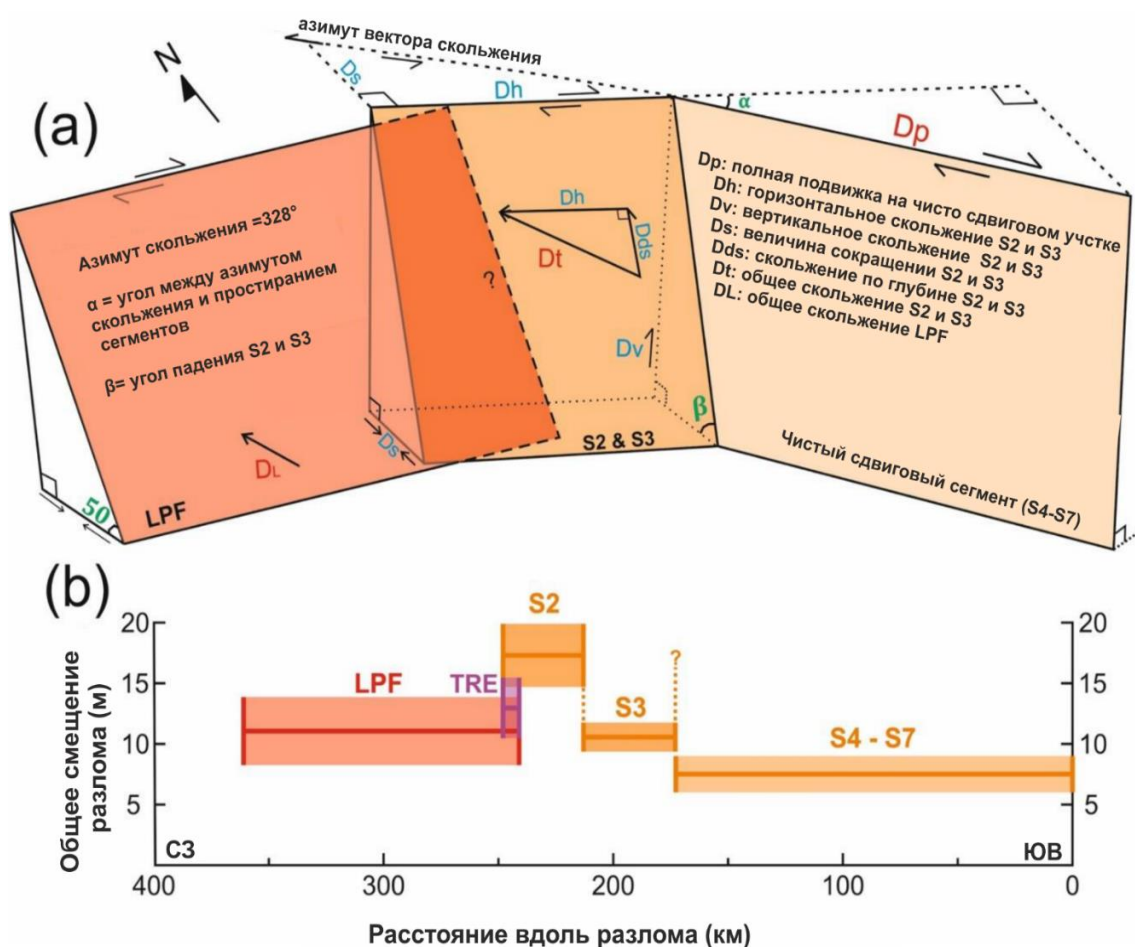 азимут вектора скольжения
N
(a)
Ds
Dh
α
Dp
Азимут скольжения =328°
α = угол между азимутом
скольжения и простиранием
сегментов
β= угол падения S2 и S3
Dh
Dt
Dds
?
Dv
β
Dp: полная подвижка на чисто сдвиговом учстке
Dh: горизонтальное скольжение S2 и S3
Dv: вертикальное скольжение S2 и S3
Ds: величина сокращении S2 и S3
Dds: скольжение по глубине S2 и S3
Dt: общее скольжение S2 и S3
DL: общее скольжение LPF
DL
Ds
S2 & S3
50
LPF
Чистый сдвиговый сегмент (S4-S7)
(b)
Общее смещение
разлома (м)
20
15
10
5
20
15
10
5
LPF
TRE
S2
S3
?
S4 - S7
СЗ
ЮВ
400
300
200
100
0
Расстояние вдоль разлома (км)